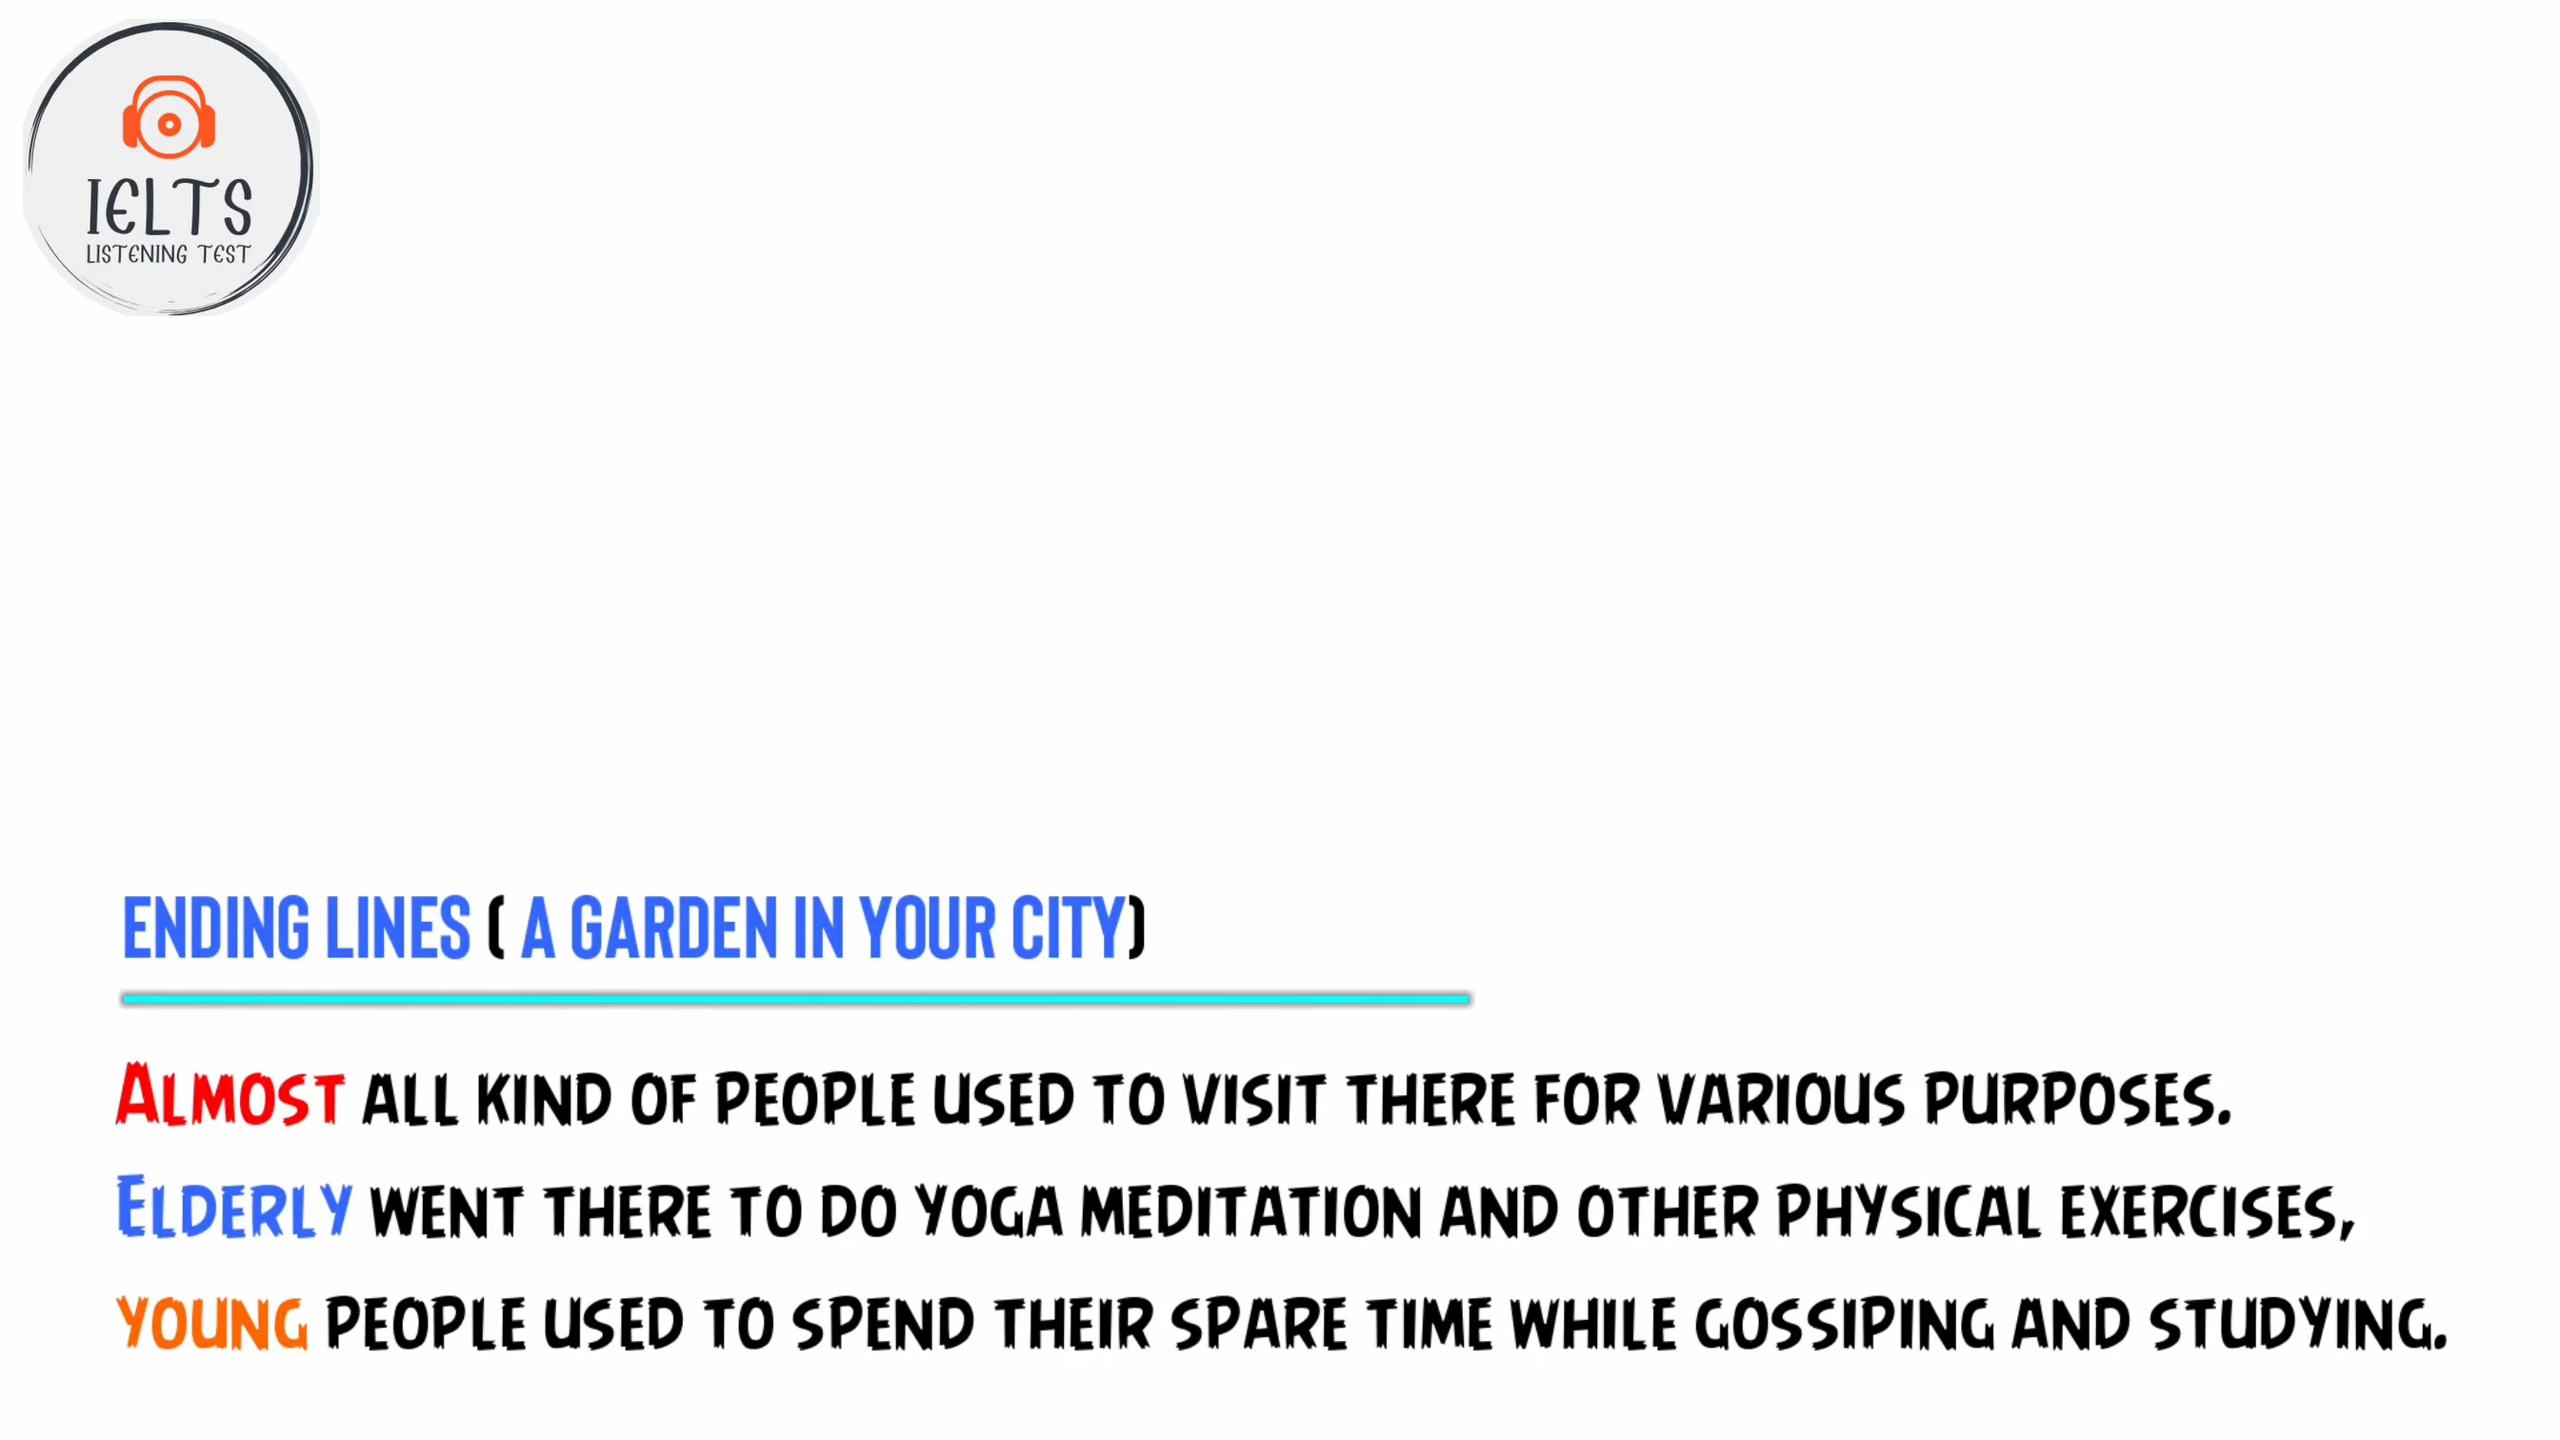 IELTS
LISTENING TEST
ENDING LINES ( A GARDEN IN YOUR CITY)
ALMOST ALL KIND OF PEOPLE USED TO VISIT THERE FOR VARIOUS PURPOSES.
ELDERLY WENT THERE TO DO YOGA MEDITATION AND OTHER PHYSICAL EXERCISES,
YOUNG PEOPLE USED TO SPEND THEIR SPARE TIME WHILE GOSSIPING AND STUDYING.